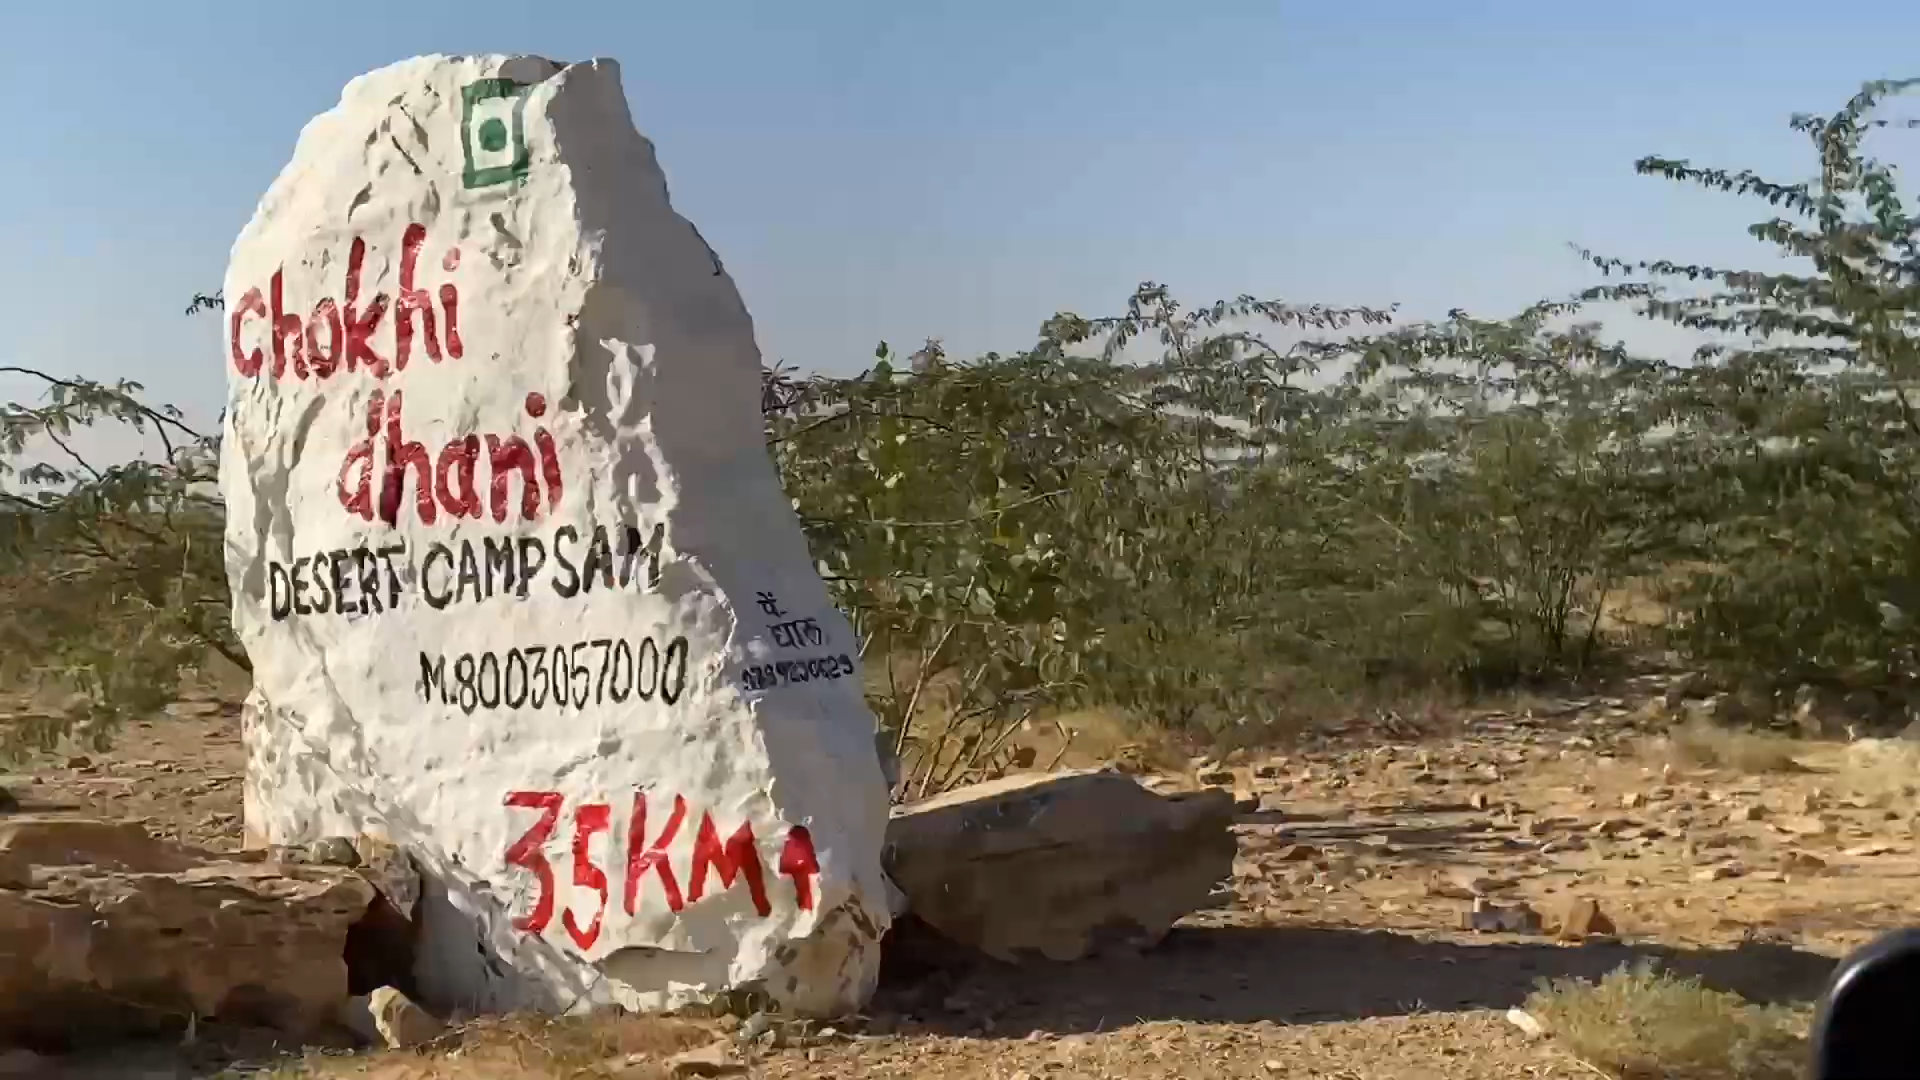 Chokhi
dhani
DESERT CAMP SAM
M.8003057000
35KM↑
पें-